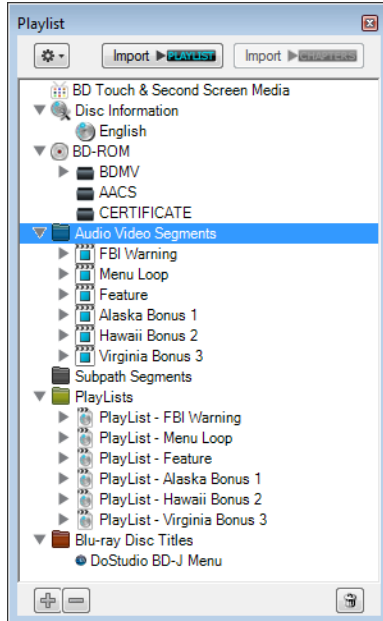 Playlist
Import PLAYLIST Import CHAPTERS
BD Touch & Second Screen Media
Disc Information
English
BD-ROM
BDMV
AACS
CERTIFICATE
Audio Video Segments
FBI Warning
Menu Loop
Feature
Alaska Bonus 1
Hawaii Bonus 2
Virginia Bonus 3
Subpath Segments
PlayLists
PlayList - FBI Warning
PlayList - Menu Loop
PlayList - Feature
PlayList - Alaska Bonus 1
PlayList - Hawaii Bonus 2
PlayList - Virginia Bonus 3
Blu-ray Disc Titles
DoStudio BD-J Menu